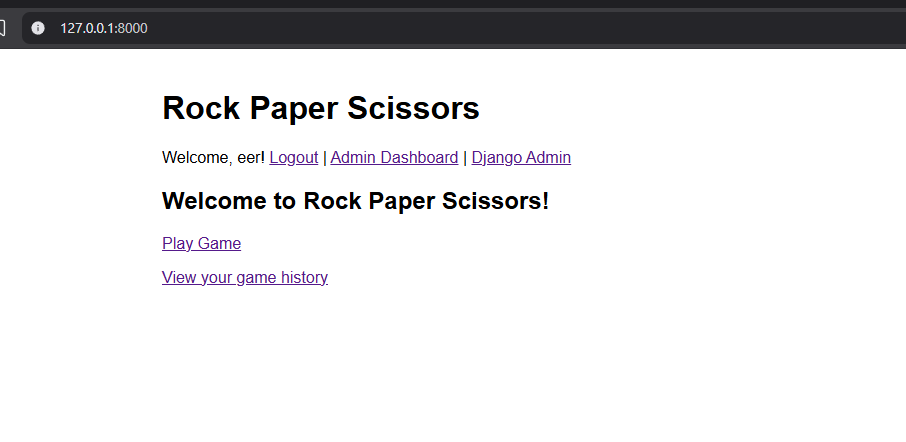 127.0.0.1:8000
Rock Paper Scissors
Welcome, eer! Logout | Admin Dashboard | Django Admin
Welcome to Rock Paper Scissors!
Play Game
View your game history